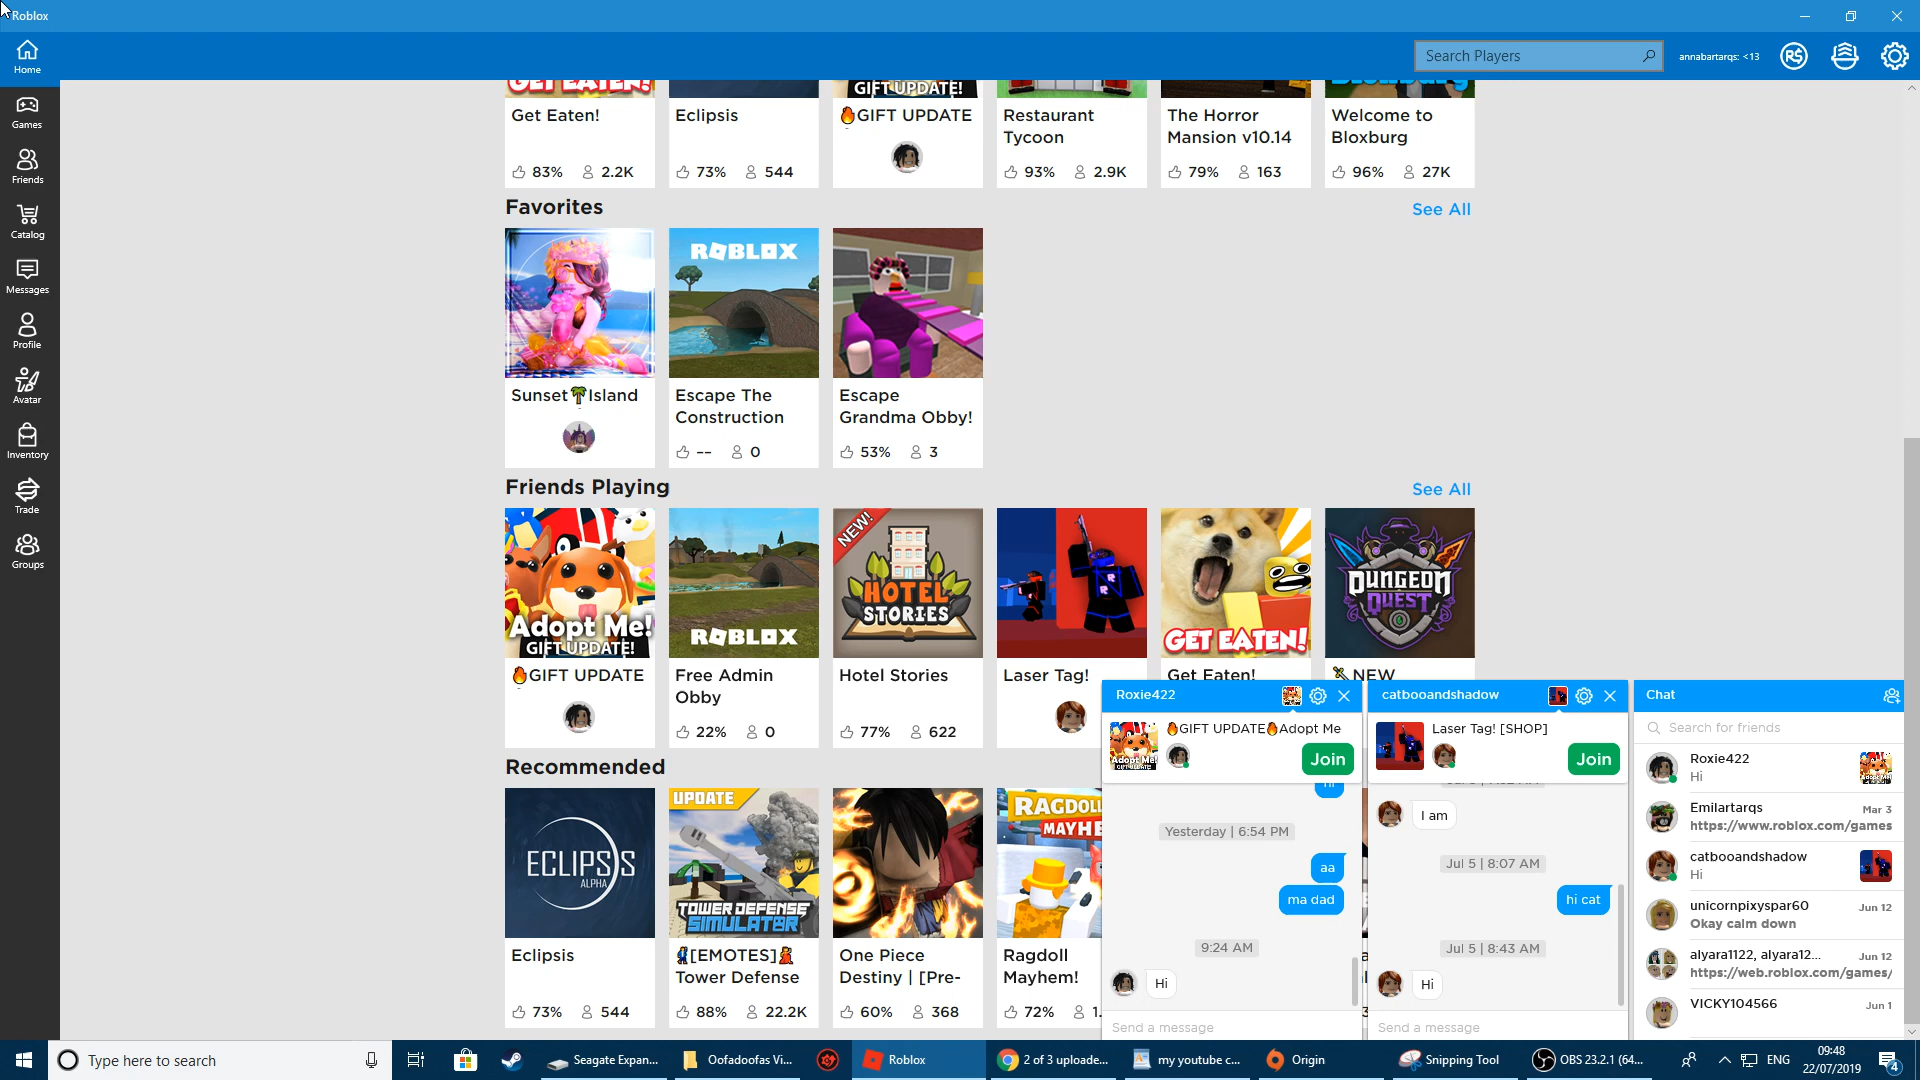 Roblox
Home
Search Players
annabartarqs: <13
Games
Friends
Catalog
Messages
Profile
Avatar
Inventory
Trade
Groups
GET EATEN!
GIFT UPDATE!
Get Eaten!
Eclipsis
🔥GIFT UPDATE
Restaurant
Tycoon
The Horror
Mansion v10.14
Welcome to
Bloxburg
83% 2.2K
73% 544
93% 2.9K
79% 163
96% 27K
Favorites
See All
ROBLOX
Sunset🌴Island
Escape The
Construction
Escape
Grandma Obby!
-- 0
53% 3
Friends Playing
See All
Adopt Me!
GIFT UPDATE!
ROBLOX
NEW!
HOTEL
STORIES
GET EATEN!
DUNGEON
QUEST
🔥GIFT UPDATE
Free Admin
Obby
Hotel Stories
Laser Tag!
Get Eaten!
NEW
22% 0
77% 622
Recommended
ECLIPSIS
ALPHA
UPDATE
TOWER DEFENSE
SIMULATOR
RAGDOLL
MAYHE
Eclipsis
[EMOTES]
Tower Defense
One Piece
Destiny | [Pre-
Ragdoll
Mayhem!
73% 544
88% 22.2K
60% 368
72% 1.
Roxie422
🔥GIFT UPDATE🔥Adopt Me
Adopt Me!
GIFT UPDATE
Join
hi
Yesterday | 6:54 PM
aa
ma dad
9:24 AM
Hi
Send a message
catbooandshadow
Laser Tag! [SHOP]
Join
I am
Jul 5 | 8:07 AM
hi cat
Jul 5 | 8:43 AM
Hi
Send a message
Chat
Search for friends
Roxie422
Hi
Emilartarqs Mar 3
https://www.roblox.com/games
catbooandshadow
Hi
unicornpixyspar60 Jun 12
Okay calm down
alyara1122, alyara12... Jun 12
https://web.roblox.com/games/
VICKY104566 Jun 1
Type here to search
Seagate Expan...
Oofadoofas Vi...
Roblox
2 of 3 uploade...
my youtube c...
Origin
Snipping Tool
OBS 23.2.1 (64...
ENG
09:48
22/07/2019
4